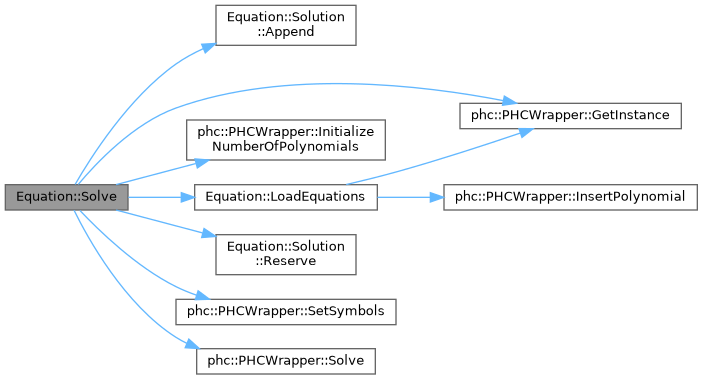 Equation::Solution
::Append
phc::PHCWrapper::GetInstance
phc::PHCWrapper::Initialize
NumberOfPolynomials
Equation::Solve
Equation::LoadEquations
phc::PHCWrapper::InsertPolynomial
Equation::Solution
::Reserve
phc::PHCWrapper::SetSymbols
phc::PHCWrapper::Solve